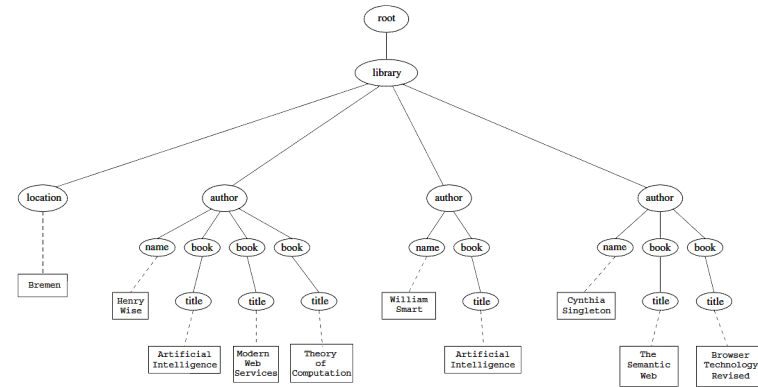 root
library
location
author
author
author
name
book
book
book
name
book
name
book
book
Bremen
Henry
Wise
title
title
title
William
Smart
title
Cynthia
Singleton
title
title
Artificial
Intelligence
Modern
Web
Services
Theory
of
Computation
Artificial
Intelligence
The
Semantic
Web
Browser
Technology
Revised